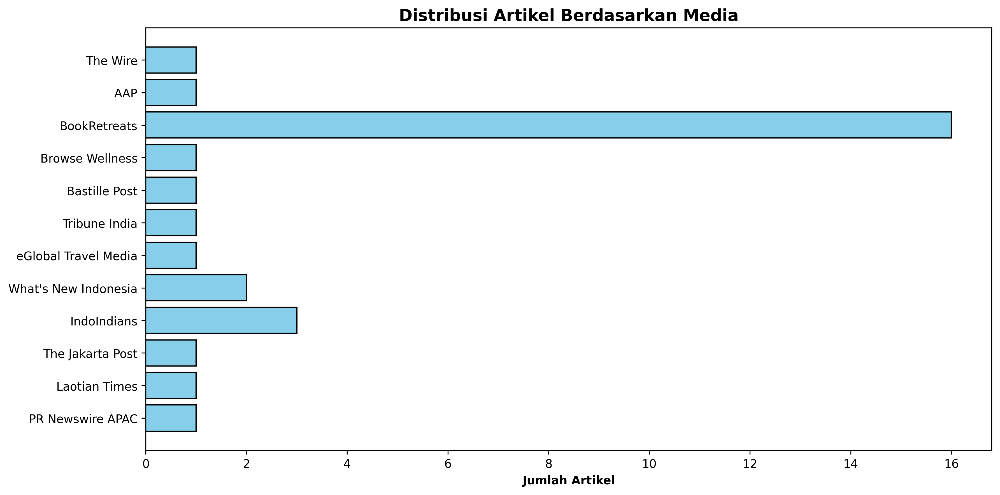 Distribusi Artikel Berdasarkan Media
The Wire
AAP
BookRetreats
Browse Wellness
Bastille Post
Tribune India
eGlobal Travel Media
What's New Indonesia
IndoIndians
The Jakarta Post
Laotian Times
PR Newswire APAC
0 2 4 6 8 10 12 14 16
Jumlah Artikel